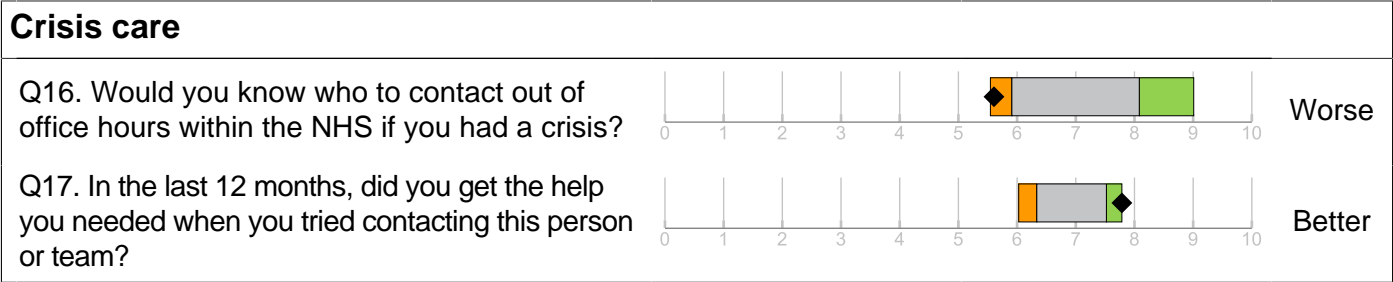 Crisis care
Q16. Would you know who to contact out of
office hours within the NHS if you had a crisis?
0 1 2 3 4 5 6 7 8 9 10
Worse
Q17. In the last 12 months, did you get the help
you needed when you tried contacting this person
or team?
0 1 2 3 4 5 6 7 8 9 10
Better